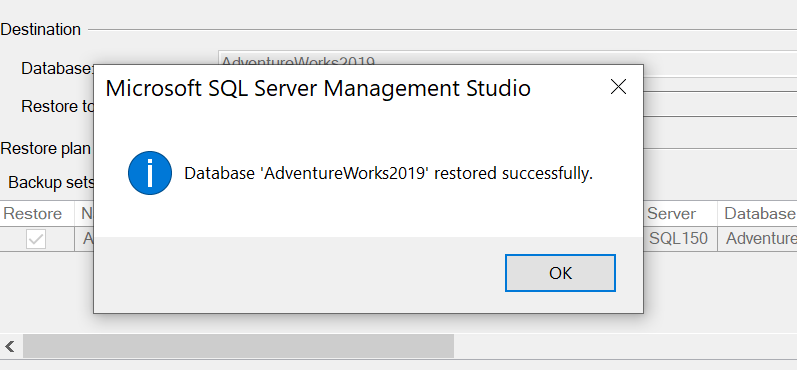 Destination
Database:
AdventureWorks2019
Microsoft SQL Server Management Studio
Restore to
Restore plan
Database 'AdventureWorks2019' restored successfully.
Backup sets
Restore
Server
Database
SQL150
Adventure
OK